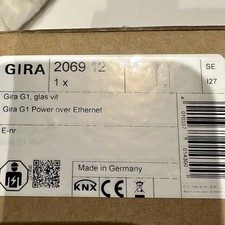 GIRA
2069 12
1 x
SE
I27
Gira G1, glas vit
Gira G1 Power over Ethernet
E-nr
Made in Germany
KNX
CE